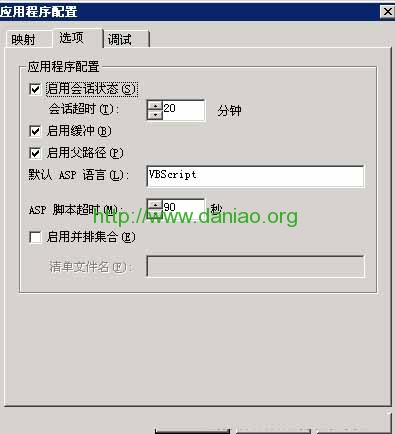 应用程序配置
映射 选项 调试
应用程序配置
启用会话状态(S)
会话超时(T): 20 分钟
启用缓冲(B)
启用父路径(P)
默认 ASP 语言(L): VBScript
ASP 脚本超时(M): 90 秒
http://www.daniao.org
启用并排集合(E)
清单文件名(F):